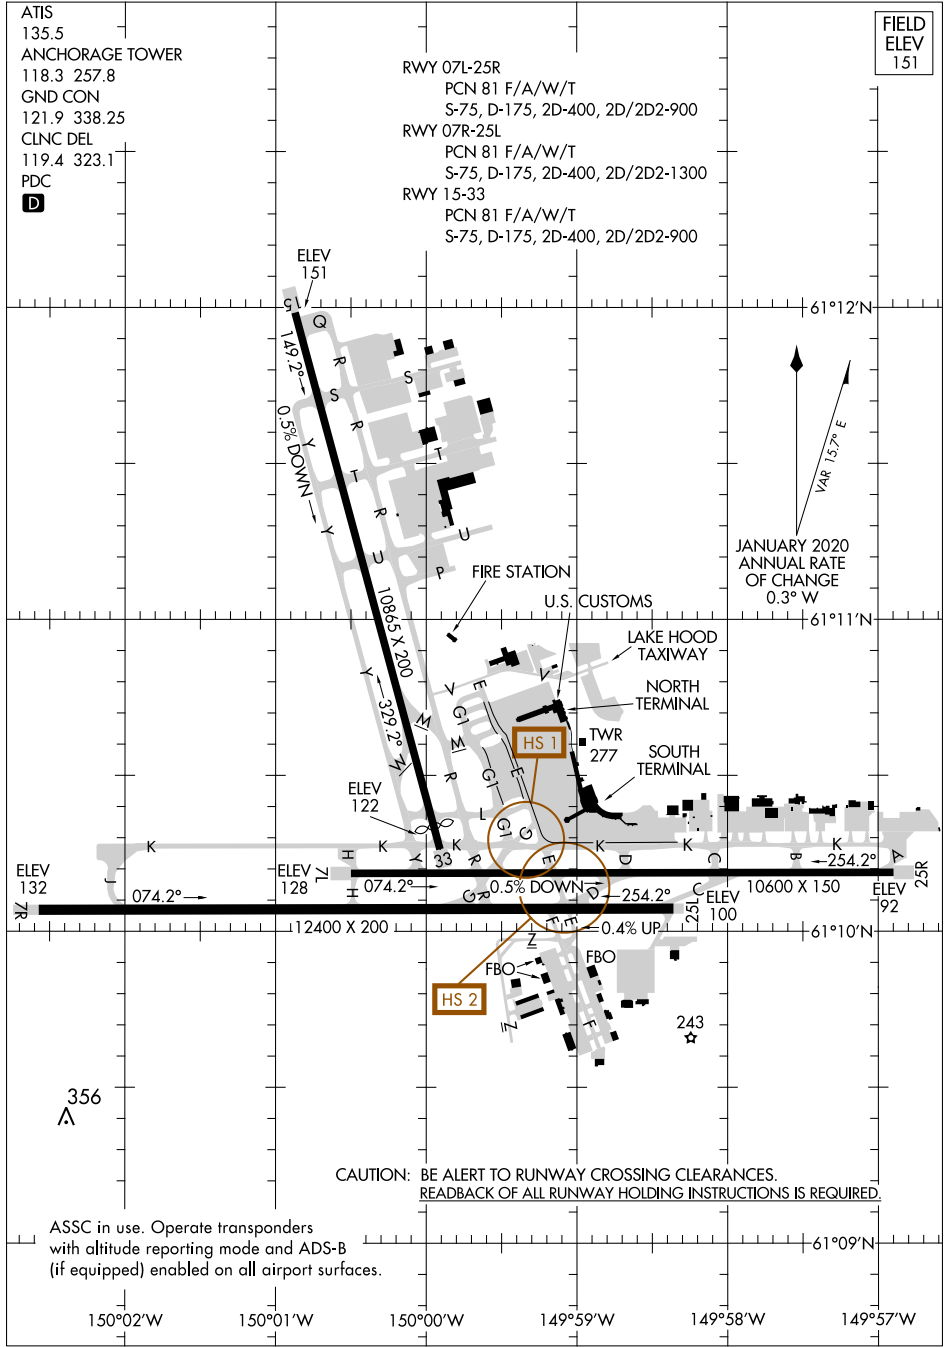 ATIS
135.5
ANCHORAGE TOWER
118.3 257.8
GND CON
121.9 338.25
CLNC DEL
119.4 323.1
PDC
D
RWY 07L-25R
PCN 81 F/A/W/T
S-75, D-175, 2D-400, 2D/2D2-900
RWY 07R-25L
PCN 81 F/A/W/T
S-75, D-175, 2D-400, 2D/2D2-1300
RWY 15-33
PCN 81 F/A/W/T
S-75, D-175, 2D-400, 2D/2D2-900
FIELD
ELEV
151
ELEV
151
15
61°12'N
Q
149.2°
R
S
S
0.5% DOWN
R
Y
T
T
R
Y
U
U
P
VAR 15.7° E
JANUARY 2020
ANNUAL RATE
OF CHANGE
0.3° W
FIRE STATION
U.S. CUSTOMS
10865 X 200
61°11'N
LAKE HOOD
TAXIWAY
NORTH
TERMINAL
Y
V
E
V
G1
329.2°
M
M
HS 1
TWR
277
SOUTH
TERMINAL
W
R
G1
E
ELEV
122
L
G1
G
K
H
K
Y
33
K
R
E
K
D
K
C
B
254.2°
A
25R
ELEV
132
ELEV
128
7L
H
074.2°
0.5% DOWN
10600 X 150
ELEV
92
7R
074.2°
G
R
D
254.2°
C
25L
ELEV
100
J
12400 X 200
F
E
0.4% UP
61°10'N
Z
FBO
FBO
HS 2
Z
F
243
356
CAUTION: BE ALERT TO RUNWAY CROSSING CLEARANCES.
READBACK OF ALL RUNWAY HOLDING INSTRUCTIONS IS REQUIRED.
ASSC in use. Operate transponders
with altitude reporting mode and ADS-B
(if equipped) enabled on all airport surfaces.
61°09'N
150°02'W
150°01'W
150°00'W
149°59'W
149°58'W
149°57'W